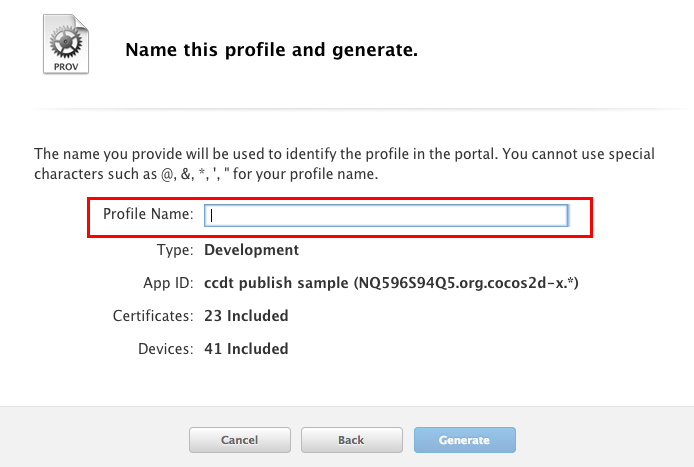 PROV
Name this profile and generate.
The name you provide will be used to identify the profile in the portal. You cannot use special
characters such as @, &, *, ', " for your profile name.
Profile Name:
Type: Development
App ID: ccdt publish sample (NQ596S94Q5.org.cocos2d-x.*)
Certificates: 23 Included
Devices: 41 Included
Cancel Back Generate